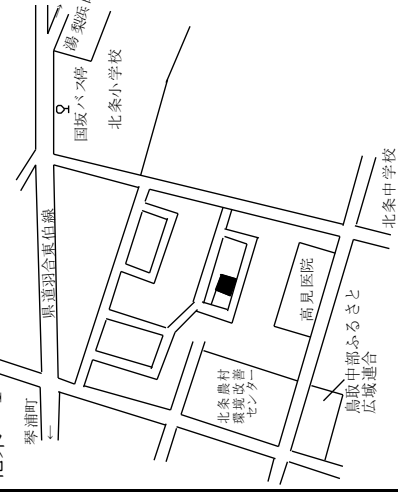 湯梨浜
国坂バス停
北条小学校
県道羽合東伯線
琴浦町
←
北条農村
環境改善
センター
高見医院
鳥取中部ふるさと
広域連合
北条中学校